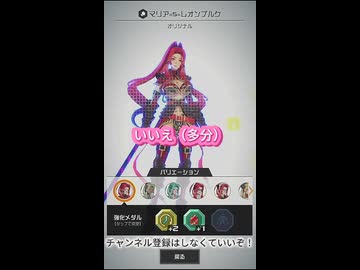 マリア=S=レオンブルク
オリジナル
いいえ（多分）
バリエーション
強化メダル
+2
+1
チャンネル登録はしなくていいぞ！